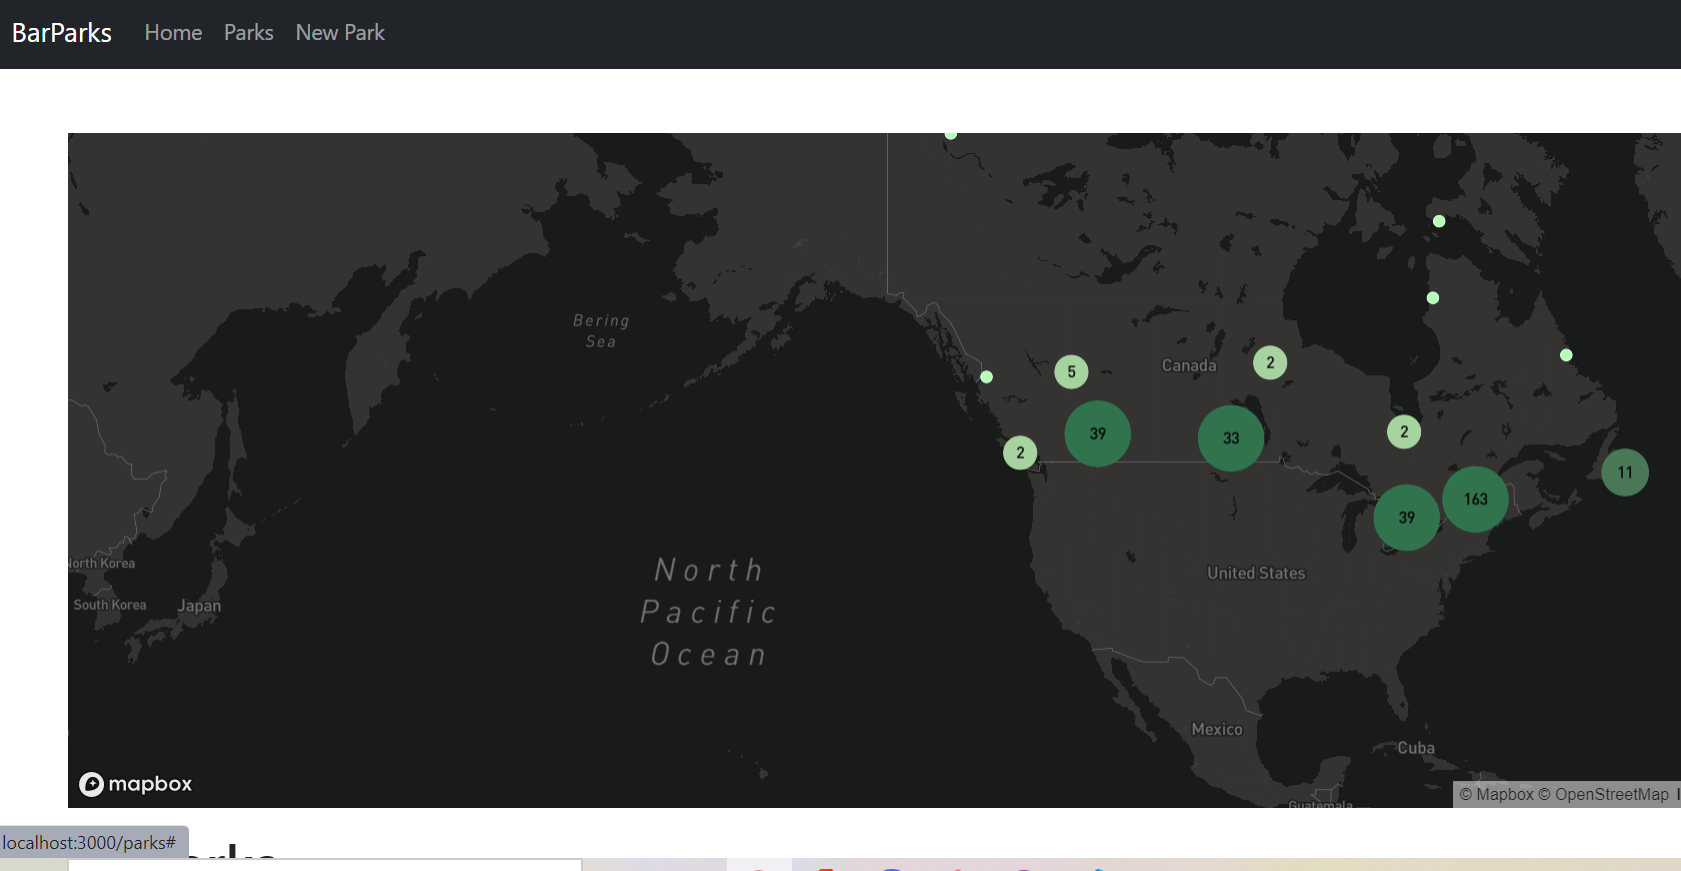 BarParks Home Parks New Park
Bering
Sea
Canada
5
2
39
33
2
2
11
163
39
North
Pacific
Ocean
North Korea
South Korea
Japan
United States
Mexico
Cuba
Guatemala
mapbox
© Mapbox © OpenStreetMap
localhost:3000/parks#